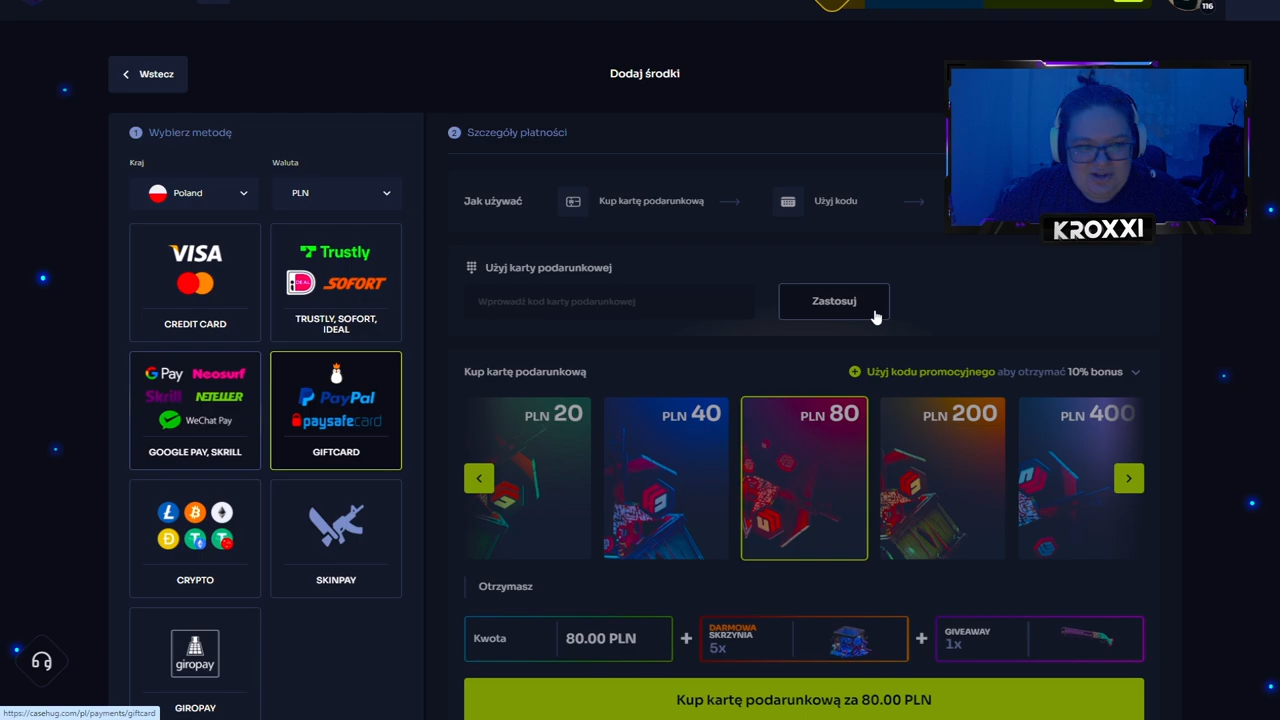 116
Wstecz
Dodaj środki
1 Wybierz metodę
Kraj
Waluta
Poland
PLN
VISA
CREDIT CARD
Trustly
iDEAL SOFORT
TRUSTLY, SOFORT,
IDEAL
G Pay Neosurf
Skrill NETELLER
WeChat Pay
GOOGLE PAY, SKRILL
PayPal
paysafecard
GIFTCARD
CRYPTO
SKINPAY
giropay
GIROPAY
2 Szczegóły płatności
Jak używać
Kup kartę podarunkową
Użyj kodu
KROXXI
Użyj karty podarunkowej
Wprowadź kod karty podarunkowej
Zastosuj
Kup kartę podarunkową
Użyj kodu promocyjnego aby otrzymać 10% bonus
PLN 20
PLN 40
PLN 80
PLN 200
PLN 400
Otrzymasz
Kwota
80.00 PLN
+
DARMOWA
SKRZYNIA
5x
+
GIVEAWAY
1x
Kup kartę podarunkową za 80.00 PLN
https://casehug.com/pl/payments/giftcard